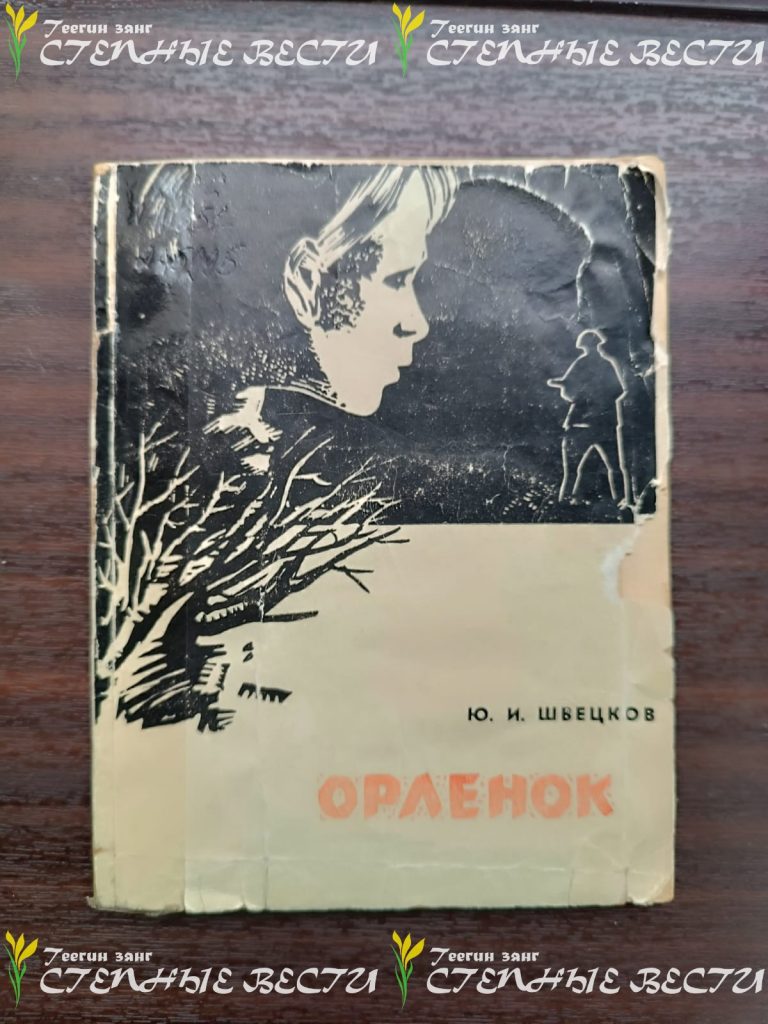 Теегин зянг
СТЕПНЫЕ ВЕСТИ
Теегин зянг
СТЕПНЫЕ ВЕСТИ
Ю. И. ШВЕЦКОВ
ОРЛЕНОК
Теегин зянг
СТЕПНЫЕ ВЕСТИ
Теегин зянг
СТЕПНЫЕ ВЕСТИ